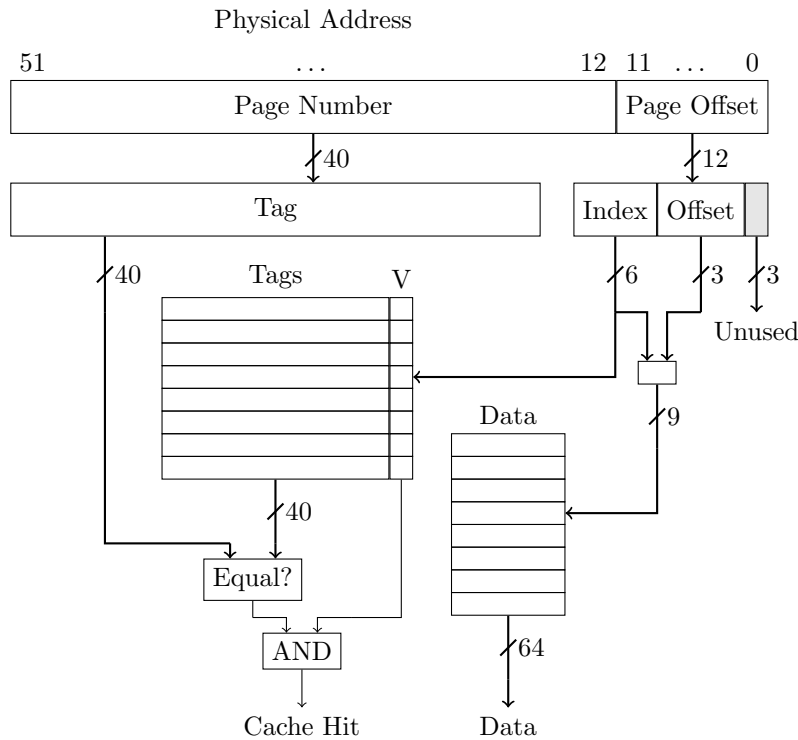 Physical Address
51 ... 12 11 ... 0
Page Number Page Offset
40 12
Tag Index Offset
40 Tags V 6 3 3
Unused
Data 9
40
Equal?
AND 64
Cache Hit Data